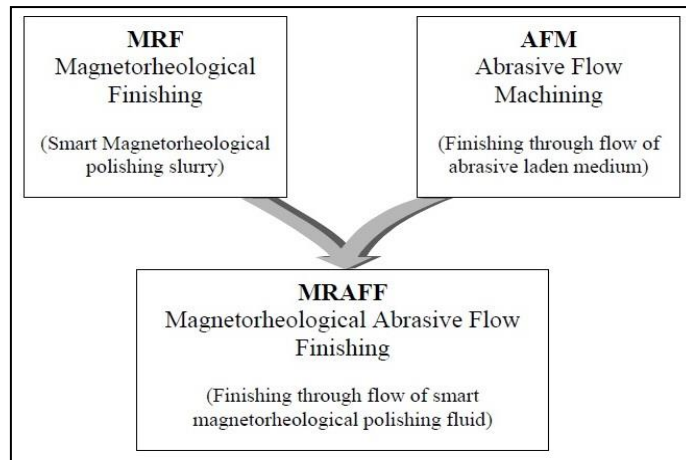 MRF
Magnetorheological
Finishing
(Smart Magnetorheological
polishing slurry)
AFM
Abrasive Flow
Machining
(Finishing through flow of
abrasive laden medium)
MRAFF
Magnetorheological Abrasive Flow
Finishing
(Finishing through flow of smart
magnetorheological polishing fluid)